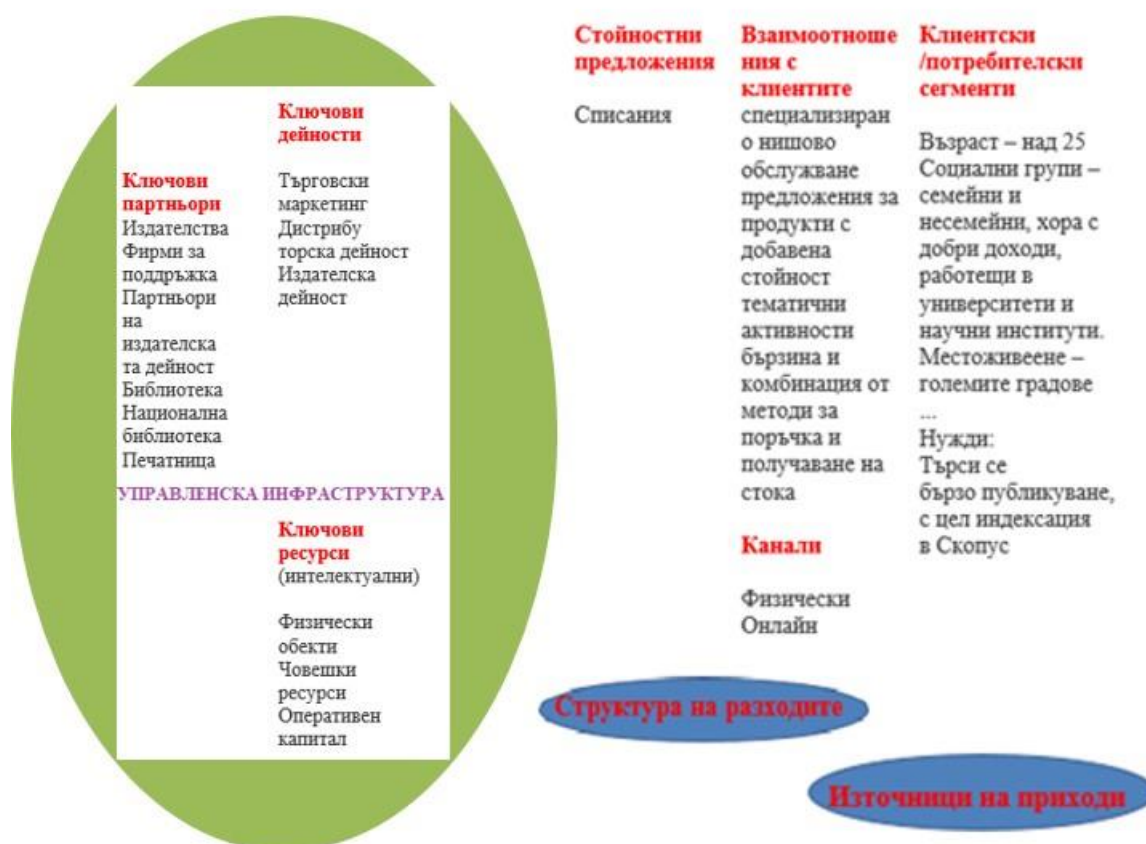 Ключови
дейности
Ключови
партньори
Издателства
Фирми за
поддръжка
Партньори
на
издателска
та дейност
Библиотека
Национална
библиотека
Печатница
Търговски
маркетинг
Дистрибу
торска дейност
Издателска
дейност
УПРАВЛЕНСКА ИНФРАСТРУКТУРА
Ключови
ресурси
(интелектуални)
Физически
обекти
Човешки
ресурси
Оперативен
капитал
Стойностни
предложения
Списания
Взаимоотноше
ния с
клиентите
специализиран
о нишово
обслужване
предложения за
продукти с
добавена
стойност
тематични
активности
бързина и
комбинация от
методи за
поръчка и
получаване на
стока
Канали
Физически
Онлайн
Клиентски
/потребителски
сегменти
Възраст – над 25
Социални групи –
семейни и
несемейни, хора с
добри доходи,
работещи в
университети и
научни институти.
Местоживеене –
големите градове
...
Нужди:
Търси се
бързо публикуване,
с цел индексация
в Скопус
Структура на разходите
Източници на приходи